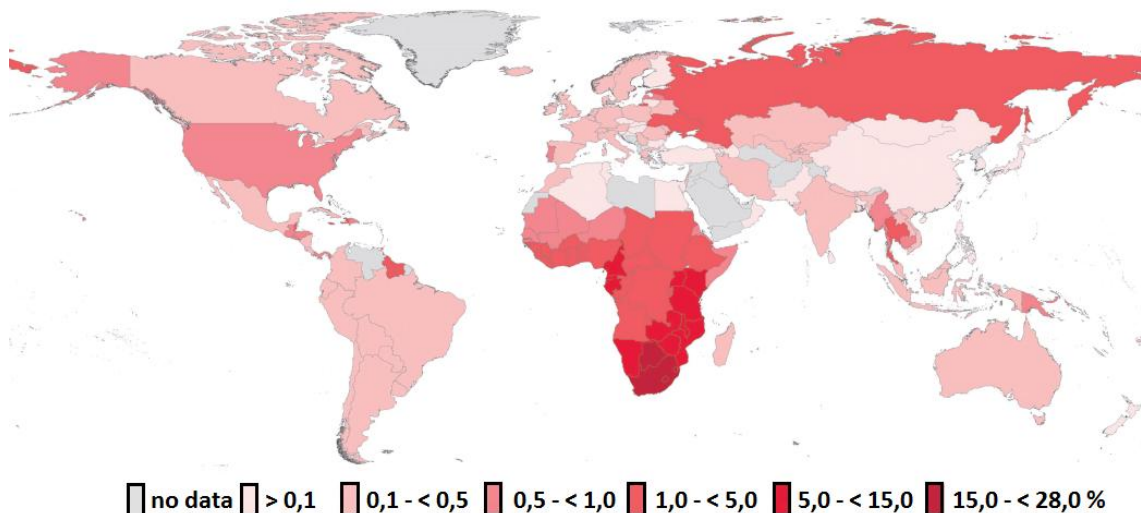 no data > 0,1 0,1 - < 0,5 0,5 - < 1,0 1,0 - < 5,0 5,0 - < 15,0 15,0 - < 28,0 %